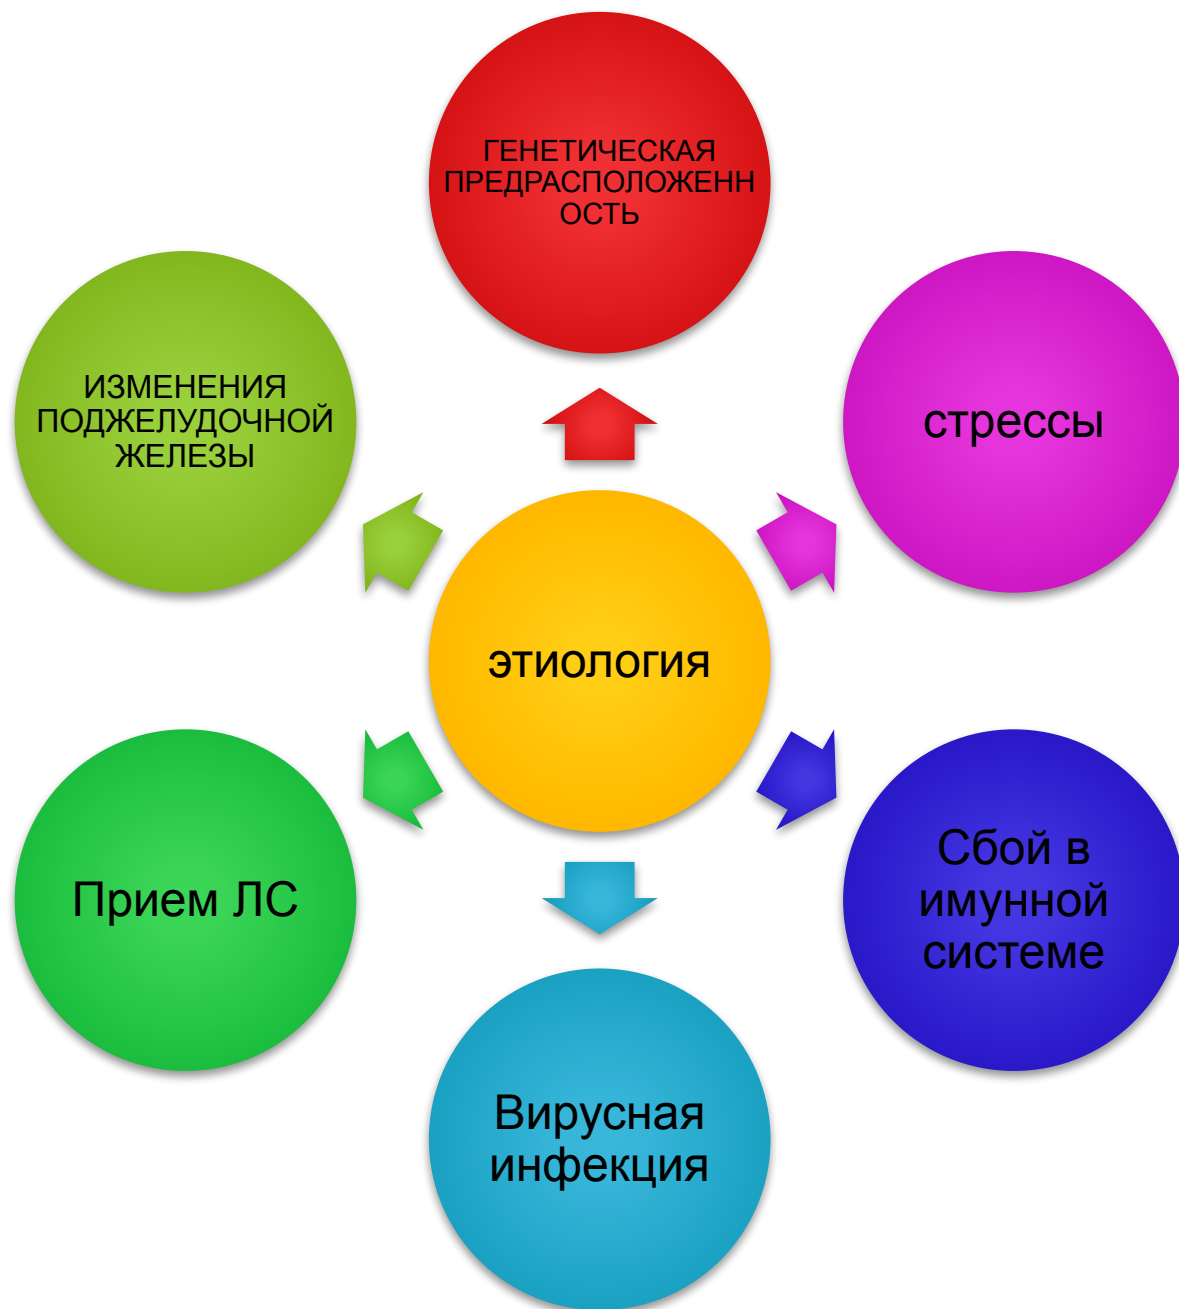 ГЕНЕТИЧЕСКАЯ
ПРЕДРАСПОЛОЖЕНН
ОСТЬ
ИЗМЕНЕНИЯ
ПОДЖЕЛУДОЧНОЙ
ЖЕЛЕЗЫ
стрессы
этиология
Прием ЛС
Сбой в
имунной
системе
Вирусная
инфекция